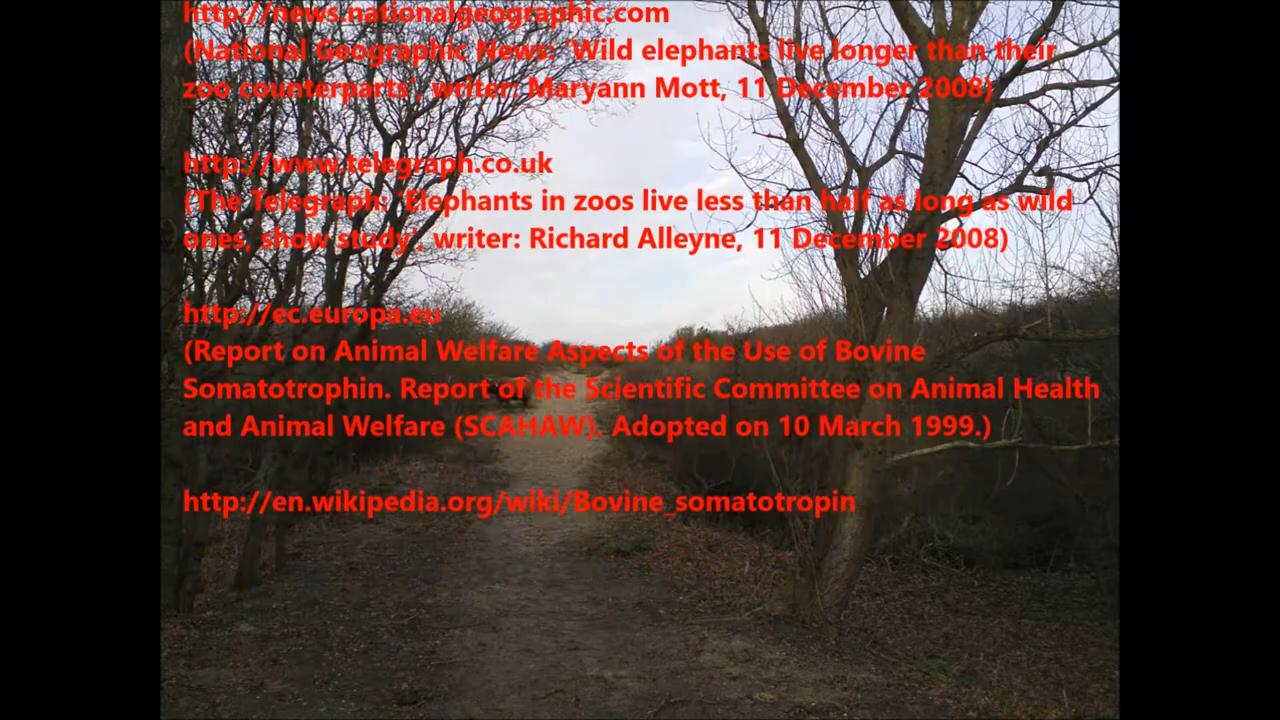 http://news.nationalgeographic.com
(National Geographic News: 'Wild elephants live longer than their
zoo counterparts', writer: Maryann Mott, 11 December 2008)
http://www.telegraph.co.uk
(The Telegraph: 'Elephants in zoos live less than half as long as wild
ones, show study', writer: Richard Alleyne, 11 December 2008)
http://ec.europa.eu
(Report on Animal Welfare Aspects of the Use of Bovine
Somatotrophin. Report of the Scientific Committee on Animal Health
and Animal Welfare (SCAHAW). Adopted on 10 March 1999.)
http://en.wikipedia.org/wiki/Bovine_somatotropin